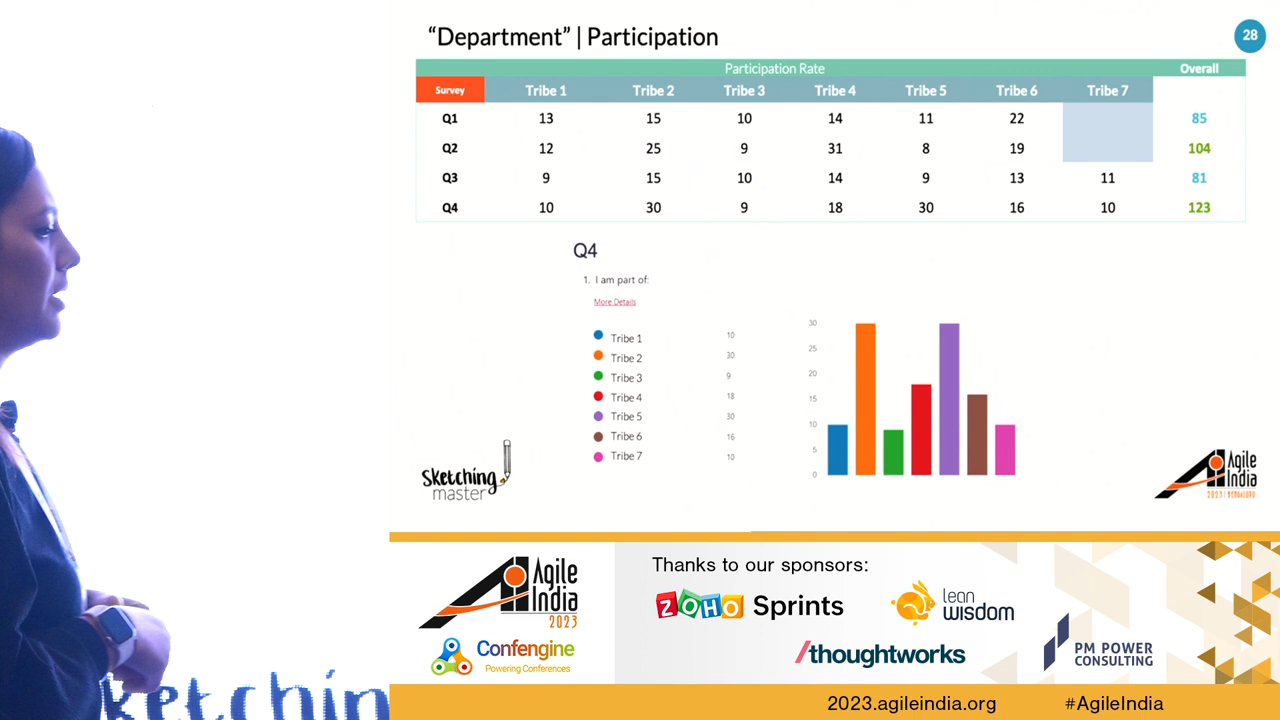 "Department" | Participation
28
Participation Rate Overall
Survey Tribe 1 Tribe 2 Tribe 3 Tribe 4 Tribe 5 Tribe 6 Tribe 7
Q1 13 15 10 14 11 22 85
Q2 12 25 9 31 8 19 104
Q3 9 15 10 14 9 13 11 81
Q4 10 30 9 18 30 16 10 123
Q4
1. I am part of:
More Details
Tribe 1 10
Tribe 2 30
Tribe 3 9
Tribe 4 18
Tribe 5 30
Tribe 6 16
Tribe 7 10
30
25
20
15
10
5
0
Sketching
master
Agile
India
2023 | BENGALURU
Agile
India
2023
Confengine
Powering Conferences
Thanks to our sponsors:
ZOHO Sprints
lean
wisdom
/thoughtworks
PM POWER
CONSULTING
2023.agileindia.org #AgileIndia
ketchin